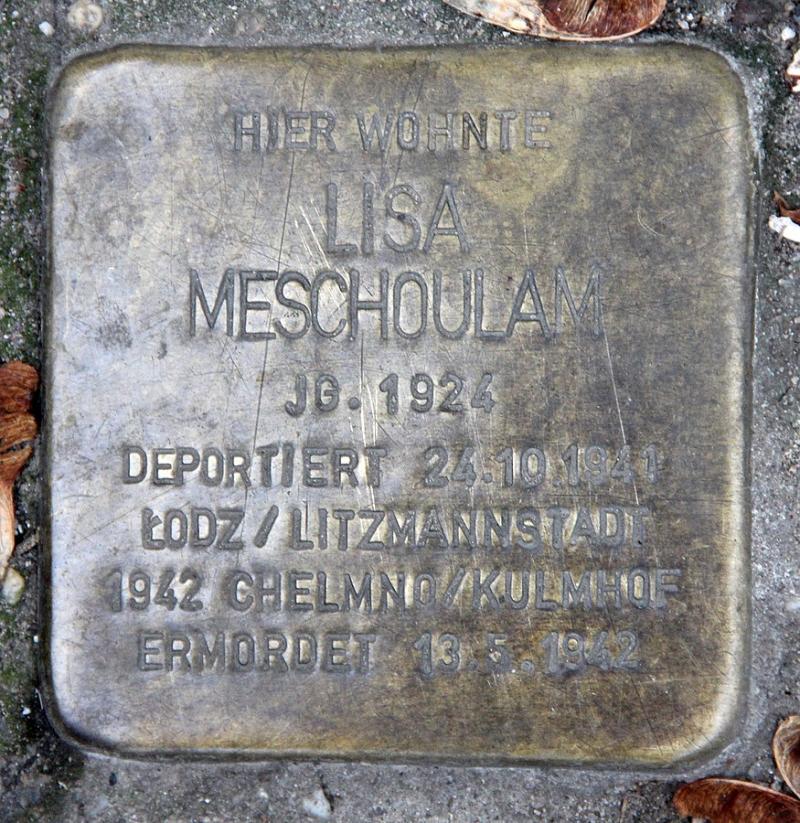 HIER WOHNTE
LISA
MESCHOULAM
JG. 1924
DEPORTIERT 24.10.1941
ŁODZ / LITZMANNSTADT
1942 CHELMNO / KULMHOF
ERMORDET 13.5.1942